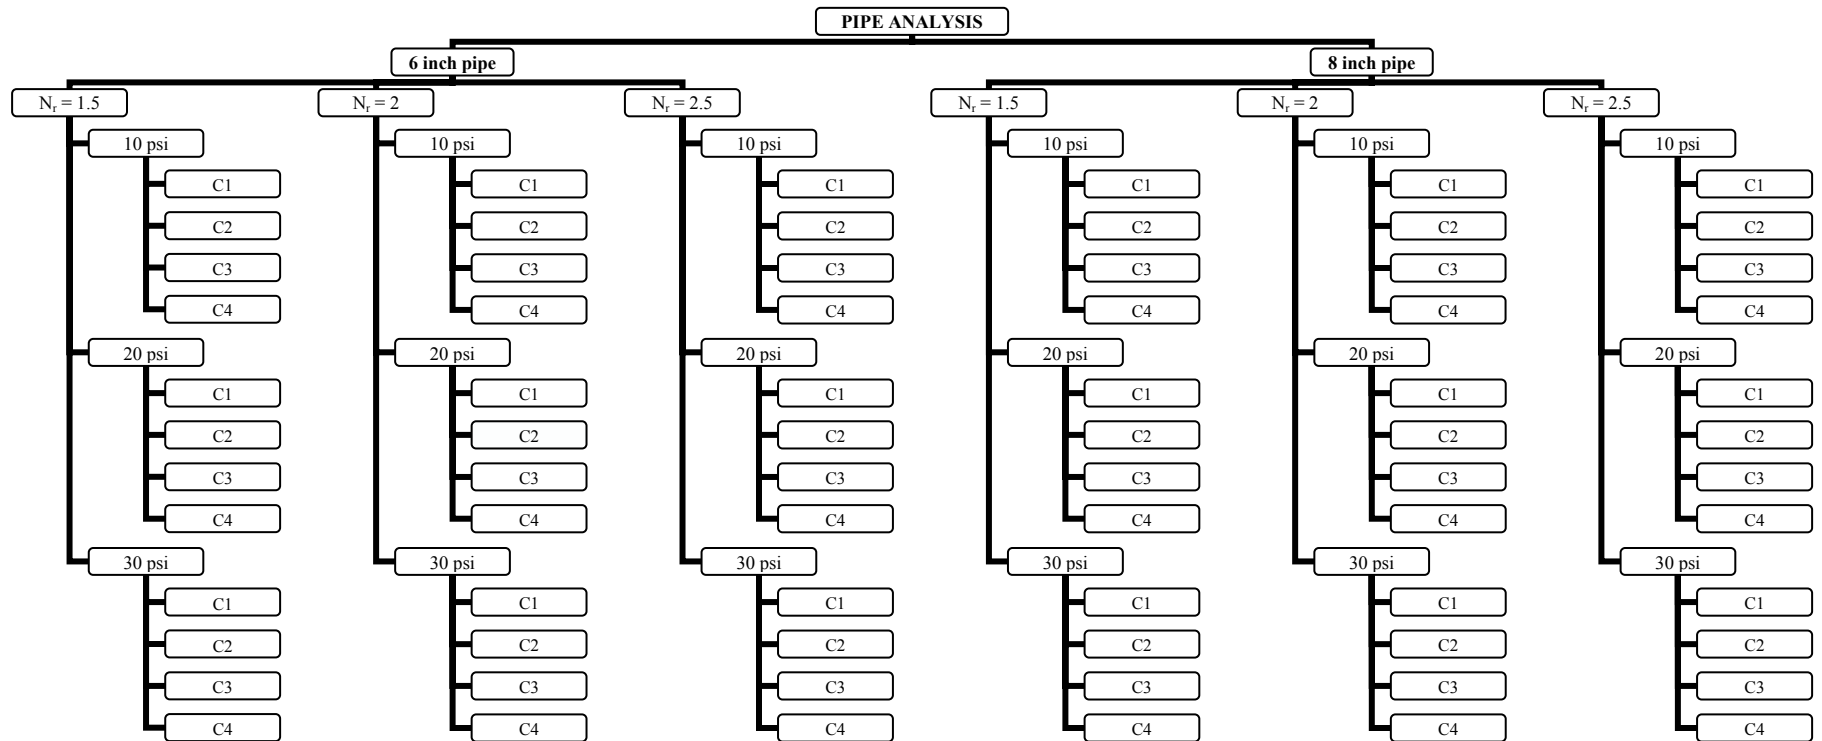 PIPE ANALYSIS
6 inch pipe
8 inch pipe
Nr = 1.5
Nr = 2
Nr = 2.5
Nr = 1.5
Nr = 2
Nr = 2.5
10 psi
10 psi
10 psi
10 psi
10 psi
10 psi
C1
C1
C1
C1
C1
C1
C2
C2
C2
C2
C2
C2
C3
C3
C3
C3
C3
C3
C4
C4
C4
C4
C4
C4
20 psi
20 psi
20 psi
20 psi
20 psi
20 psi
C1
C1
C1
C1
C1
C1
C2
C2
C2
C2
C2
C2
C3
C3
C3
C3
C3
C3
C4
C4
C4
C4
C4
C4
30 psi
30 psi
30 psi
30 psi
30 psi
30 psi
C1
C1
C1
C1
C1
C1
C2
C2
C2
C2
C2
C2
C3
C3
C3
C3
C3
C3
C4
C4
C4
C4
C4
C4